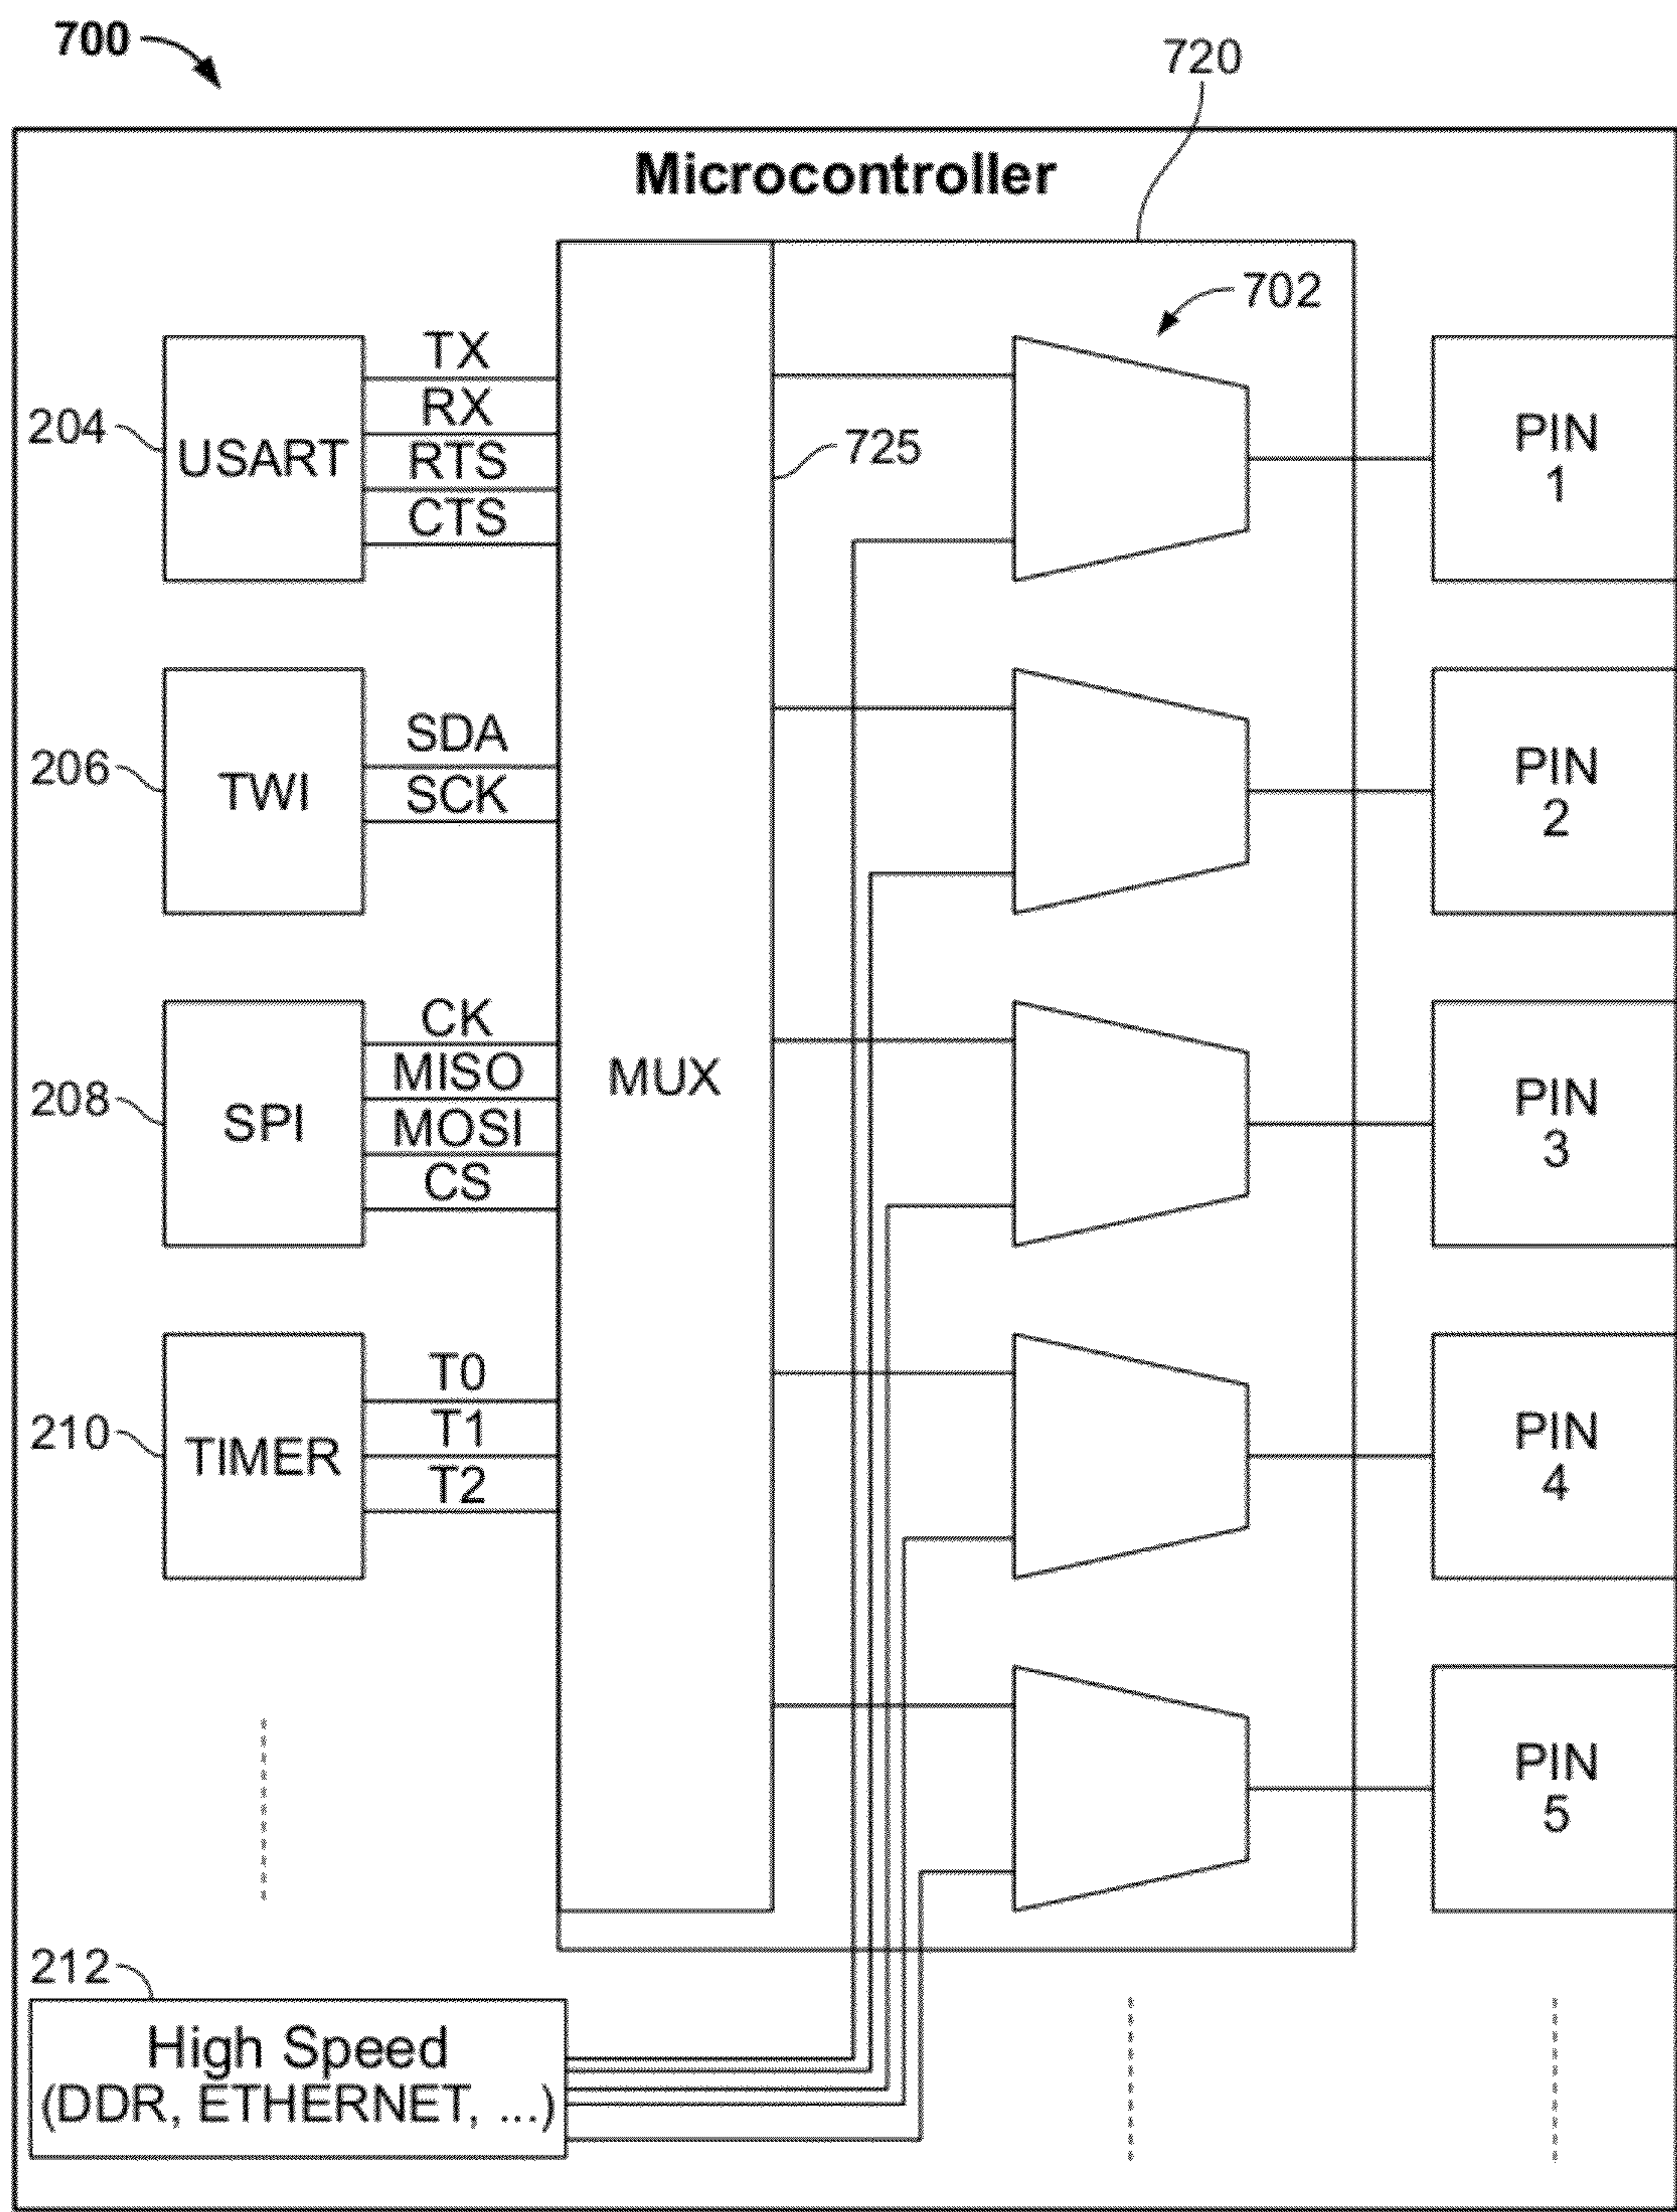 700
720
Microcontroller
702
TX
RX
RTS
CTS
204
USART
725
PIN
1
SDA
SCK
206
TWI
PIN
2
CK
MISO
MOSI
CS
208
SPI
MUX
PIN
3
T0
T1
T2
210
TIMER
PIN
4
PIN
5
212
High Speed
(DDR, ETHERNET, ...)